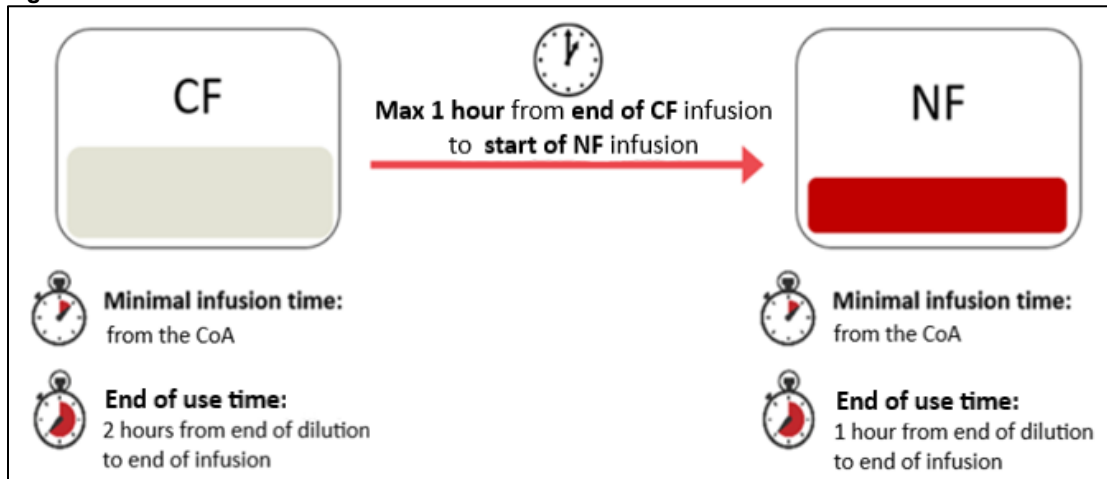 CF
Max 1 hour from end of CF infusion
to start of NF infusion
NF
Minimal infusion time:
from the CoA
End of use time:
2 hours from end of dilution
to end of infusion
Minimal infusion time:
from the CoA
End of use time:
1 hour from end of dilution
to end of infusion